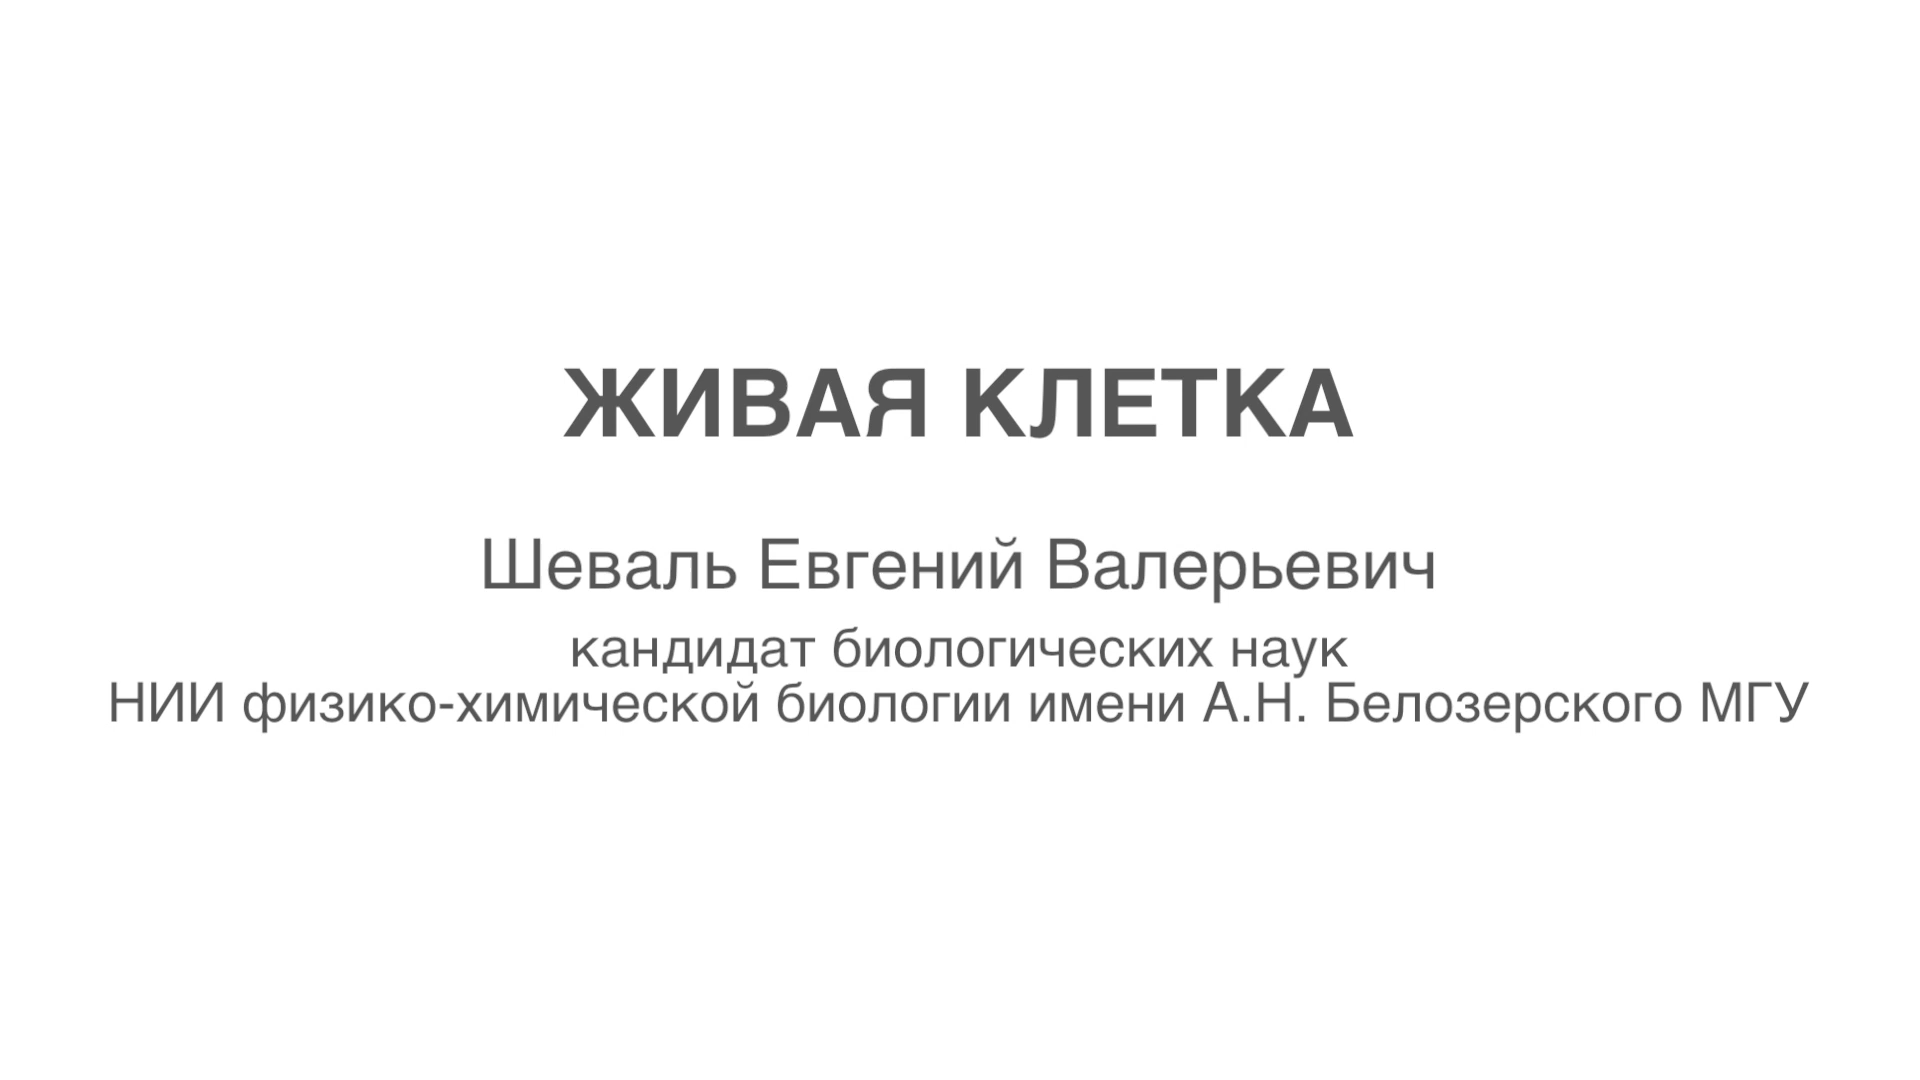 ЖИВАЯ КЛЕТКА
Шеваль Евгений Валерьевич
кандидат биологических наук
НИИ физико-химической биологии имени А.Н. Белозерского МГУ